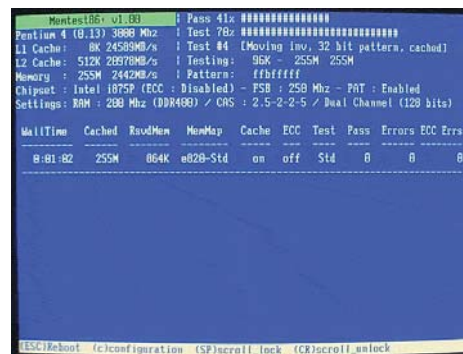 Memtest86+ v1.00 | Pass 41% ################
Pentium 4 (0.13) 3000 Mhz | Test 70% ###########################
L1 Cache: 8K 24589MB/s | Test #4 [Moving inv, 32 bit pattern, cached]
L2 Cache: 512K 20978MB/s | Testing: 96K - 255M 255M
Memory : 255M 2442MB/s | Pattern: ffbfffff
Chipset : Intel i875P (ECC : Disabled) - FSB : 250 Mhz - PAT : Enabled
Settings: RAM : 200 Mhz (DDR400) / CAS : 2.5-2-2-5 / Dual Channel (128 bits)
WallTime Cached RsvdMem MemMap Cache ECC Test Pass Errors ECC Errs
0:01:02 255M 864K e820-Std on off Std 0 0
(ESC)Reboot (c)configuration (SP)scroll_lock (CR)scroll_unlock